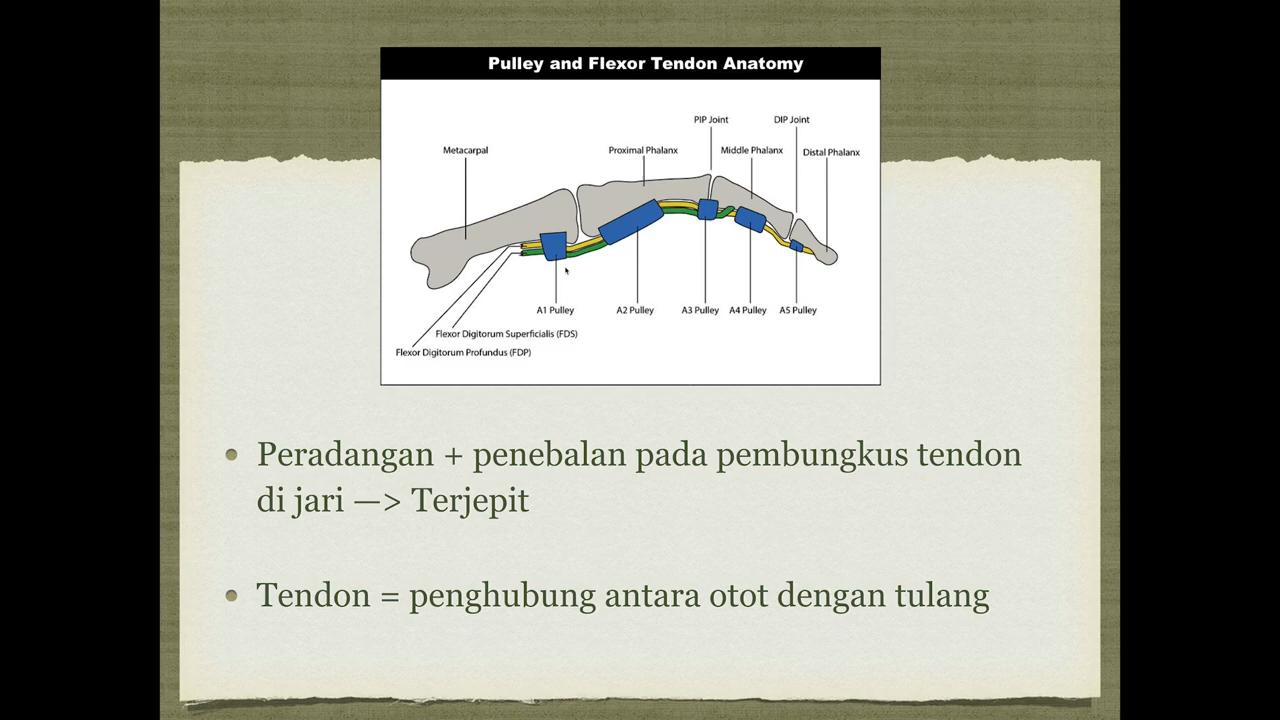 Pulley and Flexor Tendon Anatomy
PIP Joint
DIP Joint
Metacarpal
Proximal Phalanx
Middle Phalanx
Distal Phalanx
A1 Pulley
A2 Pulley
A3 Pulley
A4 Pulley
A5 Pulley
Flexor Digitorum Superficialis (FDS)
Flexor Digitorum Profundus (FDP)
• Peradangan + penebalan pada pembungkus tendon
di jari —> Terjepit
• Tendon = penghubung antara otot dengan tulang